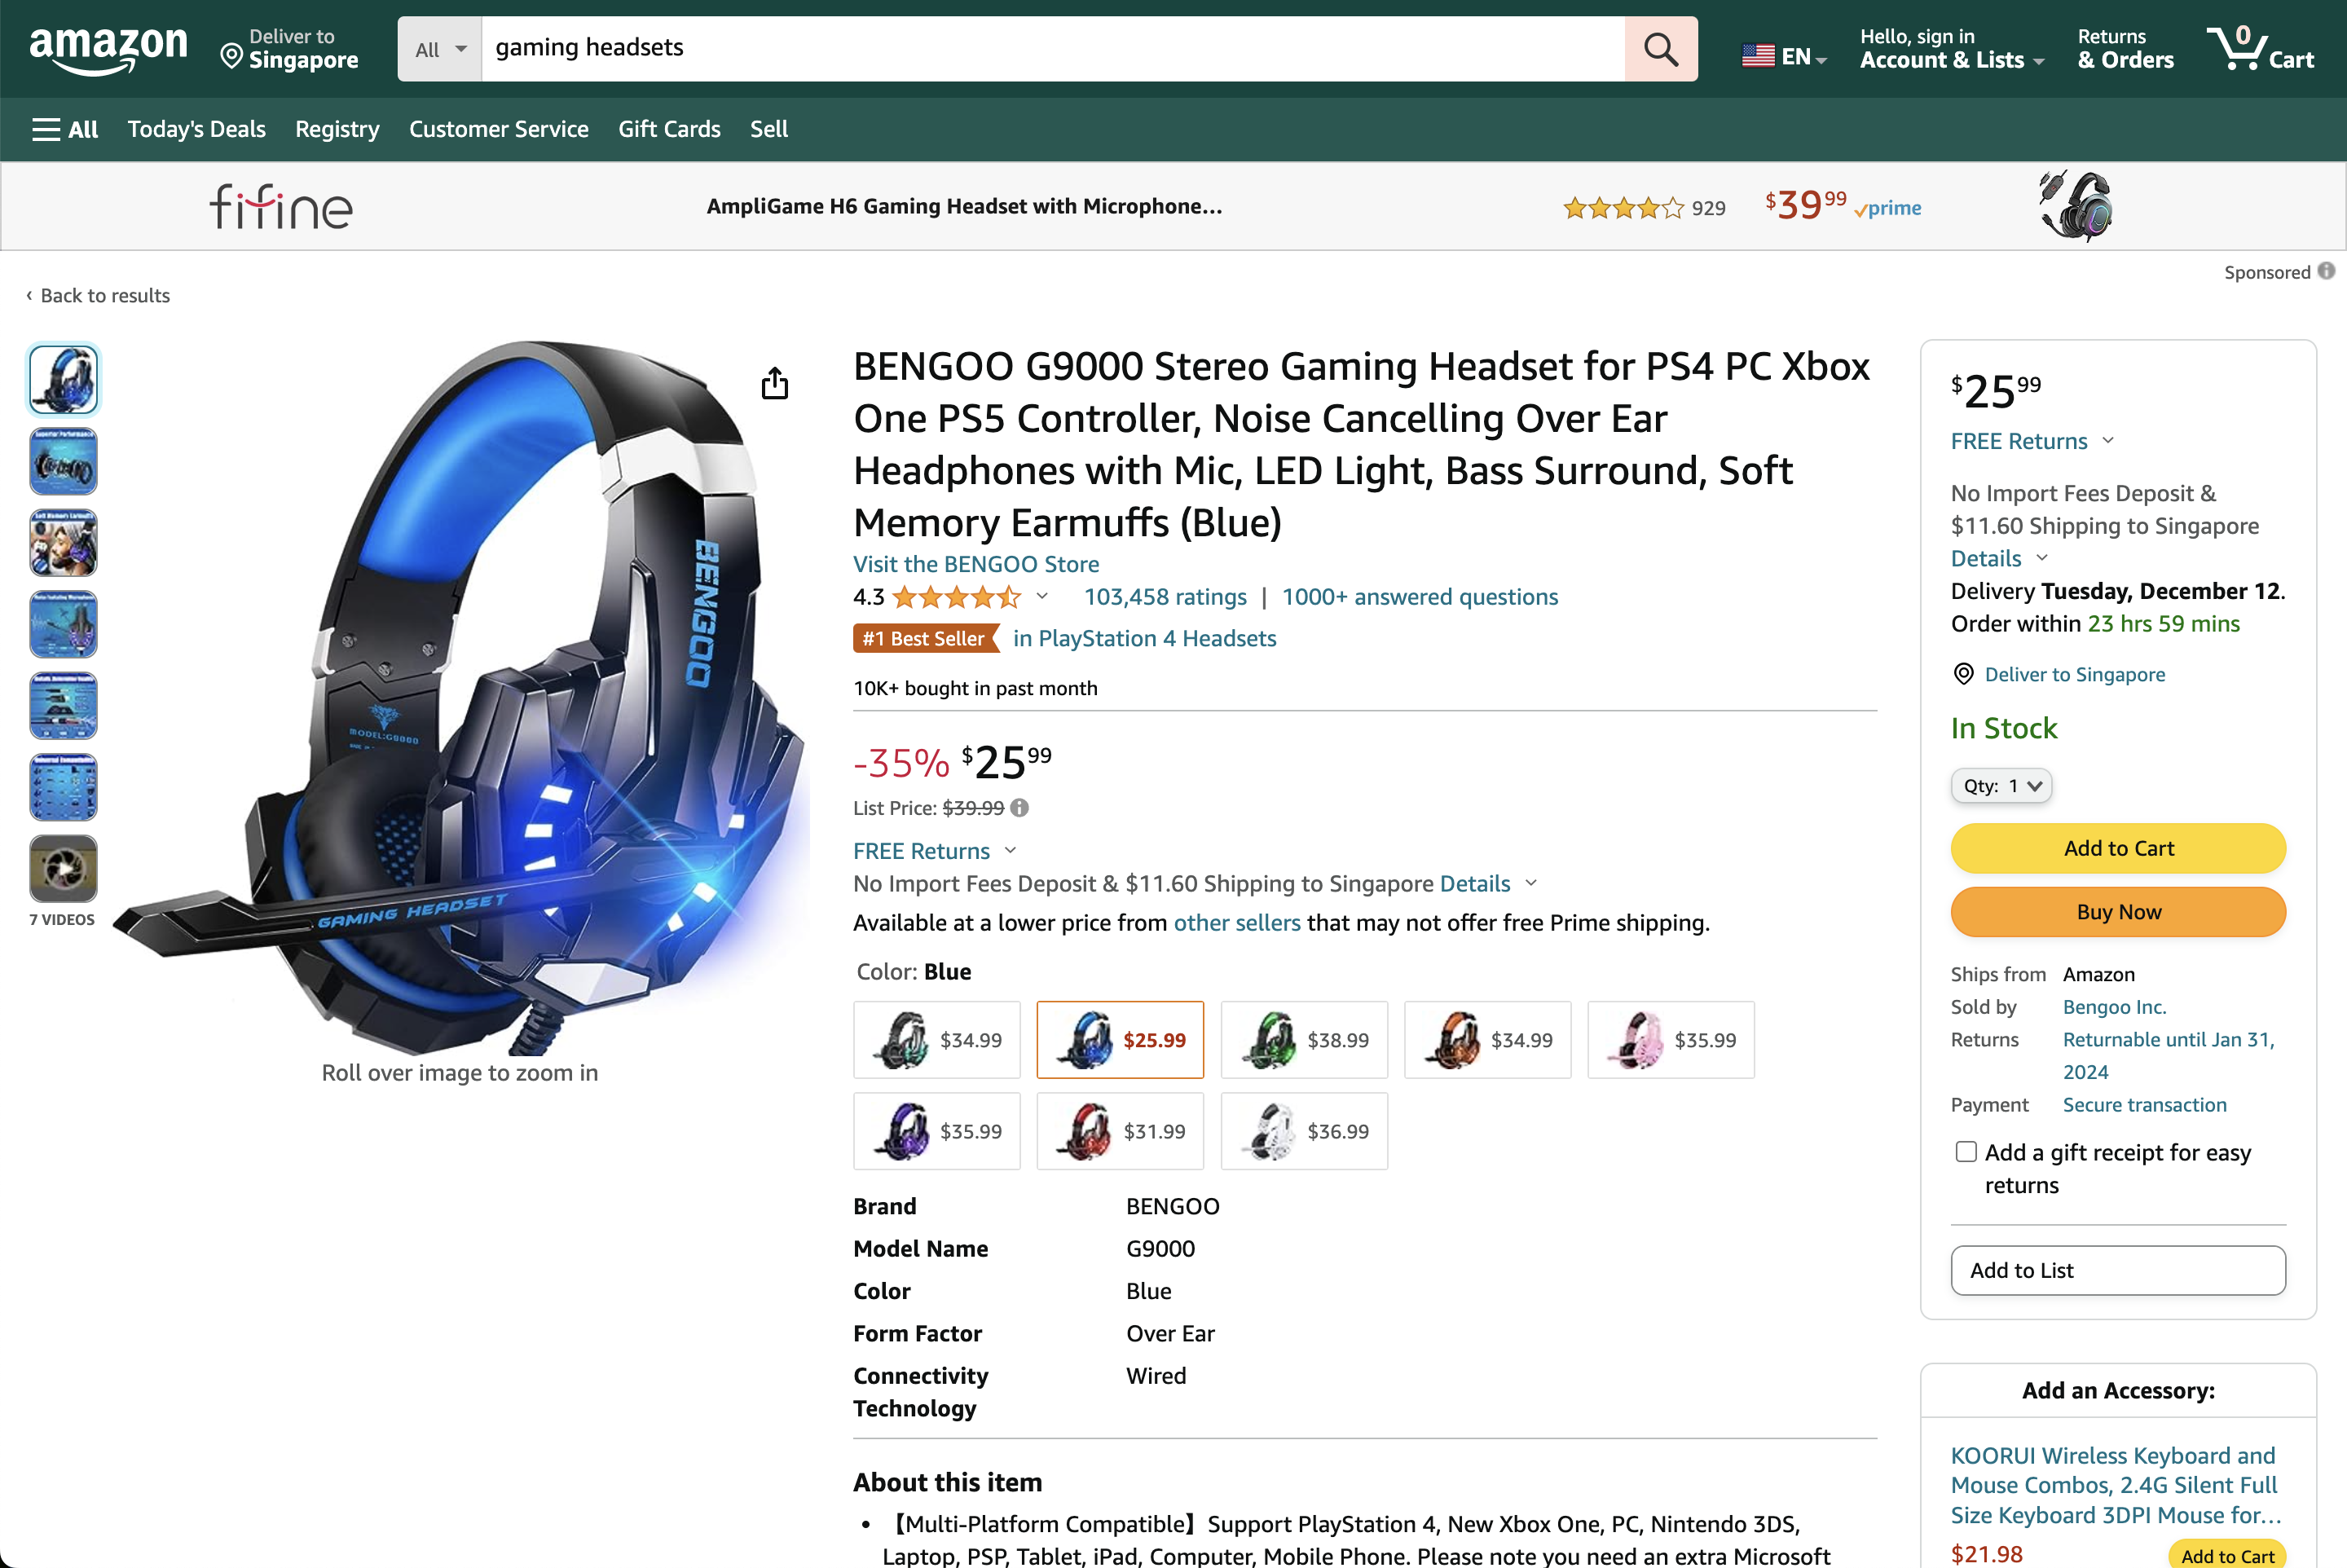 amazon
Deliver to
Singapore
All
gaming headsets
EN
Hello, sign in
Account & Lists
Returns
& Orders
0
Cart
All
Today's Deals
Registry
Customer Service
Gift Cards
Sell
fifine
AmpliGame H6 Gaming Headset with Microphone...
929
$39 99
prime
Sponsored
‹ Back to results
7 VIDEOS
BENGOO
MODEL:G9000
GAMING HEADSET
Roll over image to zoom in
BENGOO G9000 Stereo Gaming Headset for PS4 PC Xbox
One PS5 Controller, Noise Cancelling Over Ear
Headphones with Mic, LED Light, Bass Surround, Soft
Memory Earmuffs (Blue)
Visit the BENGOO Store
4.3
103,458 ratings | 1000+ answered questions
#1 Best Seller in PlayStation 4 Headsets
10K+ bought in past month
-35% $25 99
List Price: $39.99
FREE Returns
No Import Fees Deposit & $11.60 Shipping to Singapore Details
Available at a lower price from other sellers that may not offer free Prime shipping.
Color: Blue
$34.99
$25.99
$38.99
$34.99
$35.99
$35.99
$31.99
$36.99
Brand BENGOO
Model Name G9000
Color Blue
Form Factor Over Ear
Connectivity Wired
Technology
About this item
• 【Multi-Platform Compatible】Support PlayStation 4, New Xbox One, PC, Nintendo 3DS,
Laptop, PSP, Tablet, iPad, Computer, Mobile Phone. Please note you need an extra Microsoft
$25 99
FREE Returns
No Import Fees Deposit &
$11.60 Shipping to Singapore
Details
Delivery Tuesday, December 12.
Order within 23 hrs 59 mins
Deliver to Singapore
In Stock
Qty: 1
Add to Cart
Buy Now
Ships from Amazon
Sold by Bengoo Inc.
Returns Returnable until Jan 31,
2024
Payment Secure transaction
Add a gift receipt for easy
returns
Add to List
Add an Accessory:
KOORUI Wireless Keyboard and
Mouse Combos, 2.4G Silent Full
Size Keyboard 3DPI Mouse for...
$21.98
Add to Cart